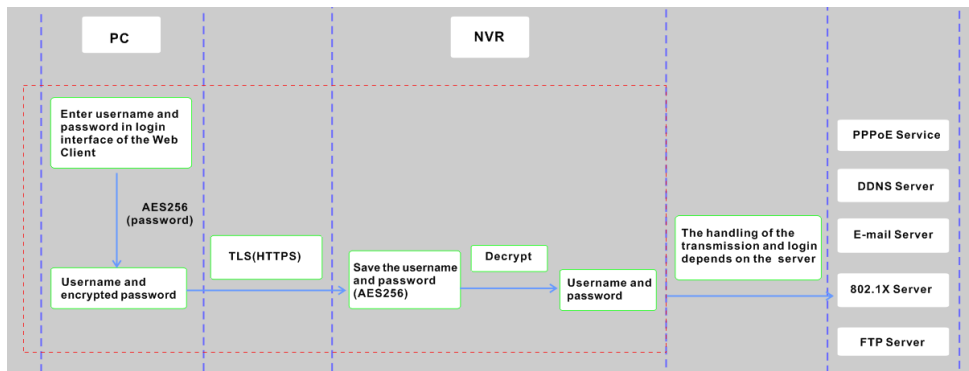 PC
NVR
Enter username and
password in login
interface of the Web
Client
AES256
(password)
Username and
encrypted password
TLS(HTTPS)
Save the username
and password
(AES256)
Decrypt
Username and
password
The handling of the
transmission and login
depends on the server
PPPoE Service
DDNS Server
E-mail Server
802.1X Server
FTP Server